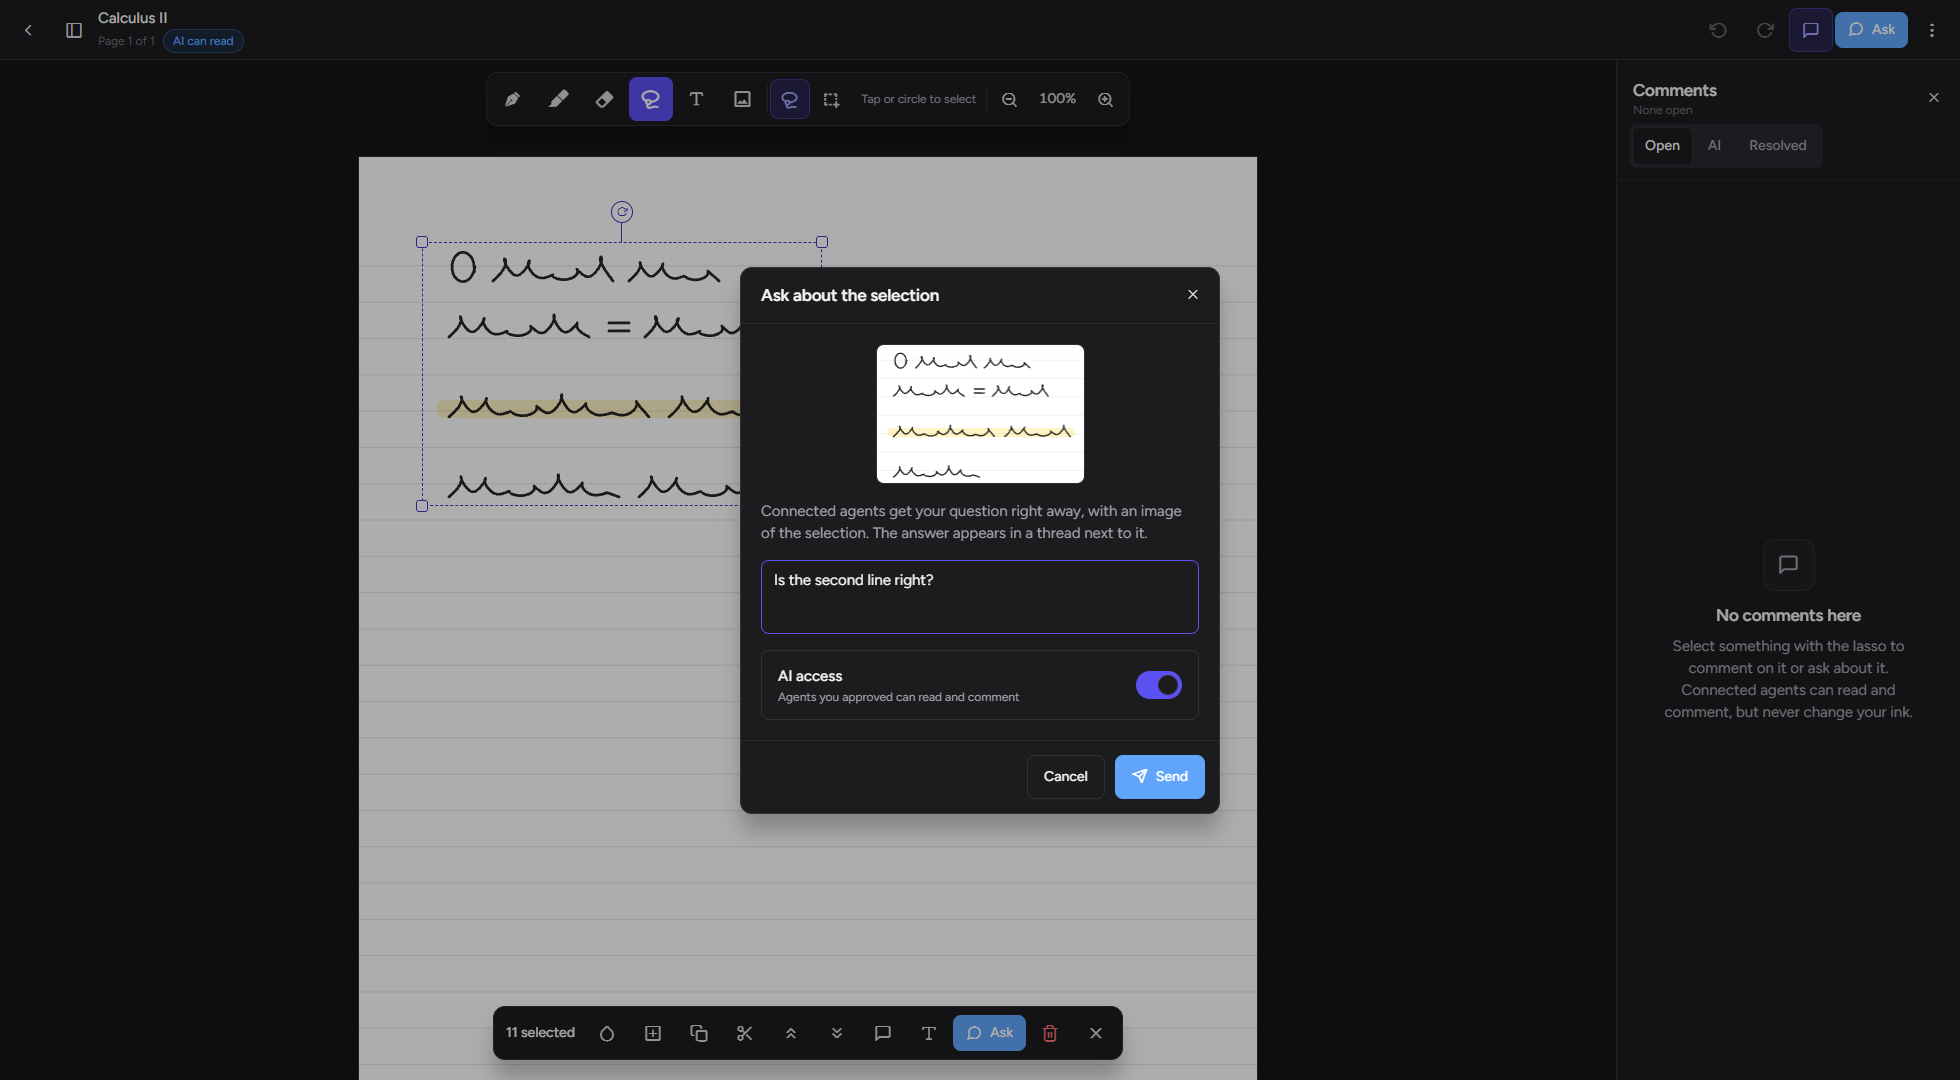 Calculus II
Page 1 of 1 AI can read
Ask
Tap or circle to select 100%
Comments
None open
Open AI Resolved
0
=
Ask about the selection
0
=
Connected agents get your question right away, with an image
of the selection. The answer appears in a thread next to it.
Is the second line right?
AI access
Agents you approved can read and comment
Cancel Send
No comments here
Select something with the lasso to
comment on it or ask about it.
Connected agents can read and
comment, but never change your ink.
11 selected Ask